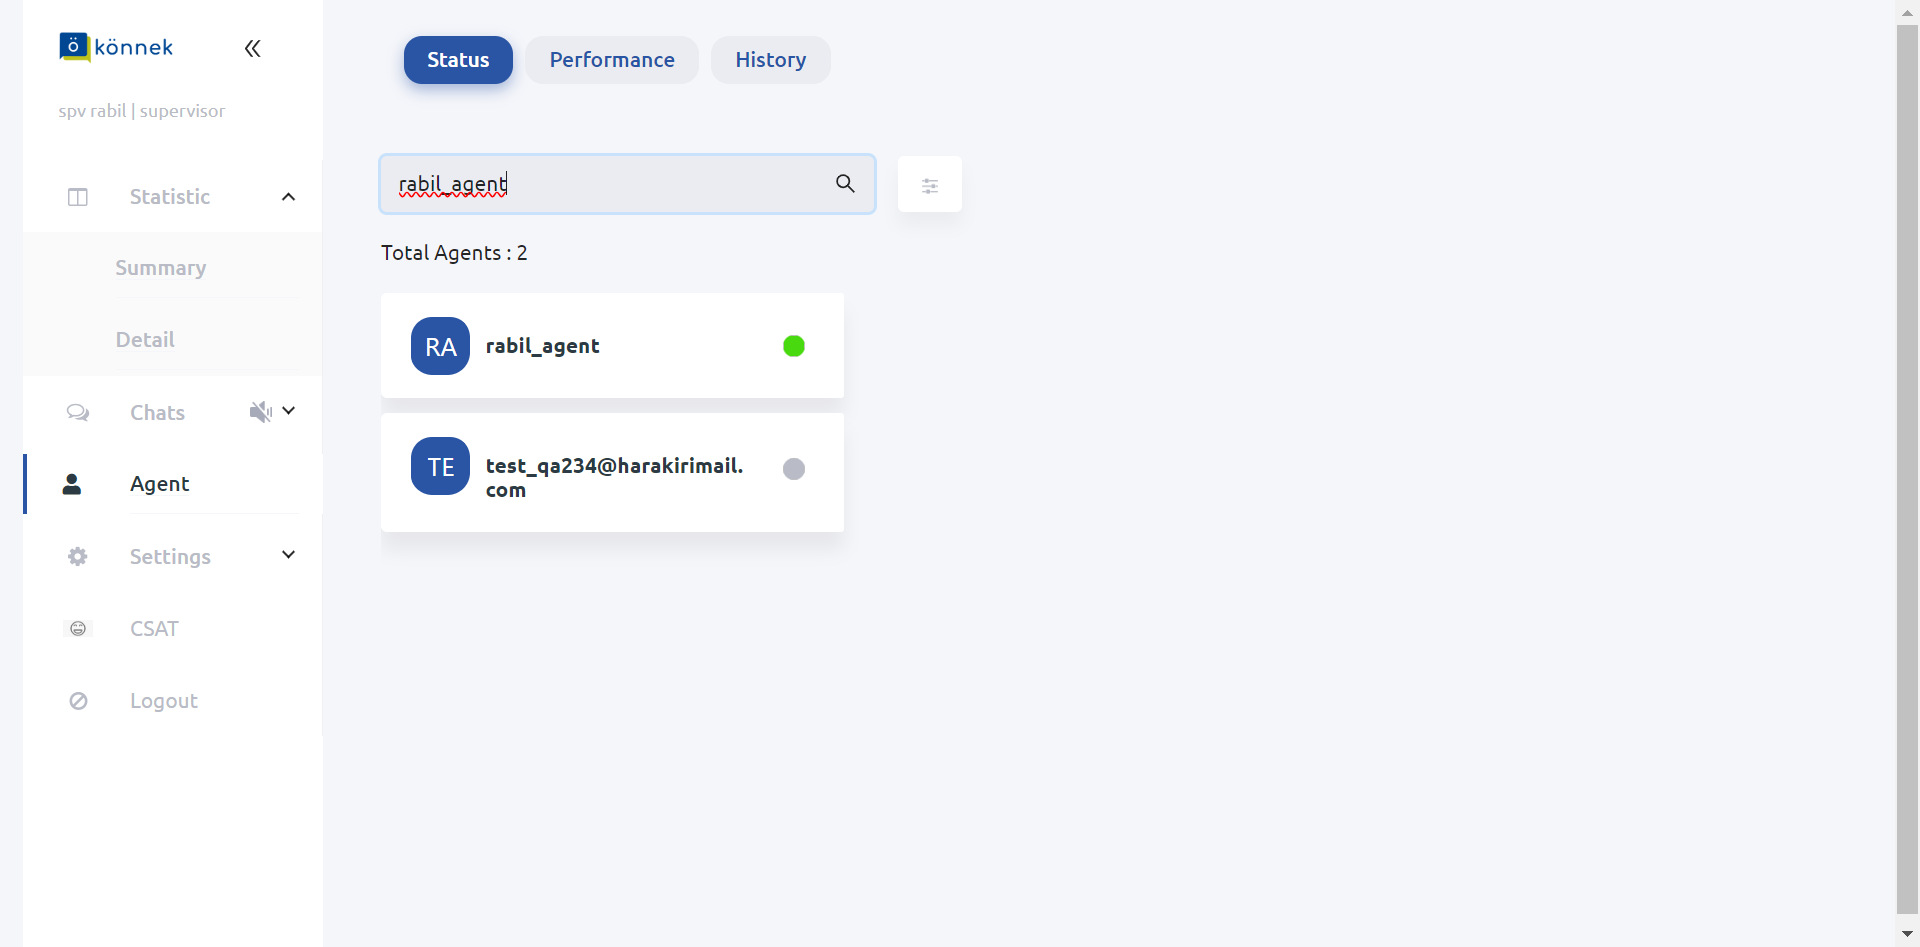 ö könnek
spv rabil | supervisor
Statistic
Summary
Detail
Chats
Agent
Settings
CSAT
Logout
Status
Performance
History
rabil_agent
Total Agents : 2
RA
rabil_agent
TE
test_qa234@harakirimail.
com